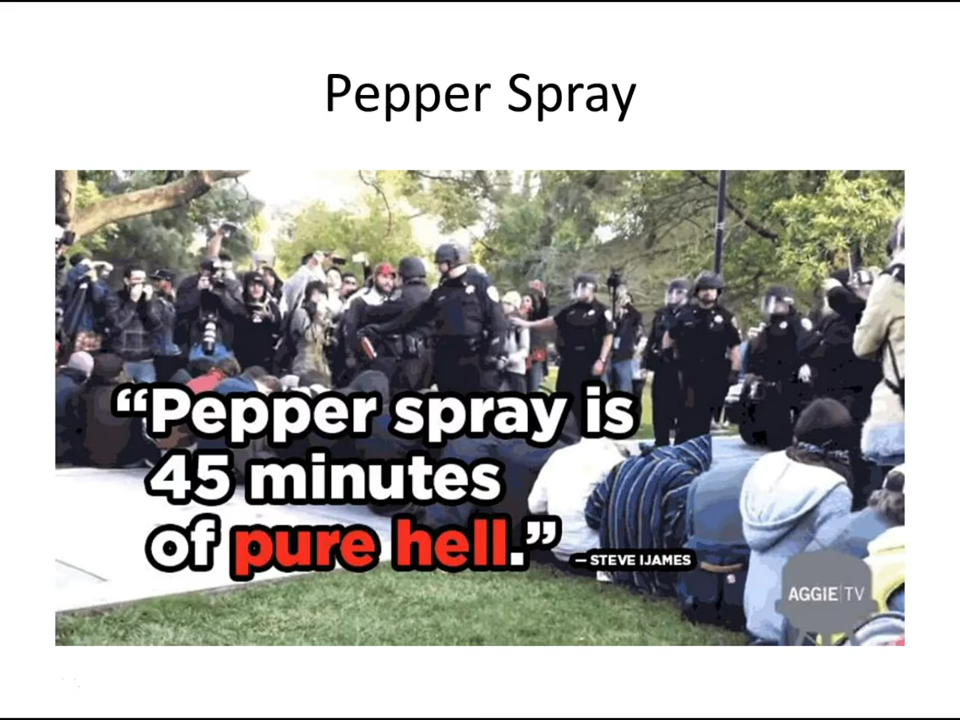 Pepper Spray
“Pepper spray is
45 minutes
of pure hell.”
– STEVE IJAMES
AGGIE TV